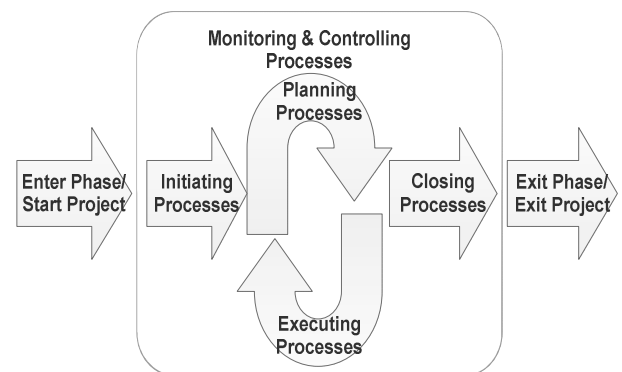 Monitoring & Controlling
Processes
Planning
Processes
Enter Phase/
Start Project
Initiating
Processes
Closing
Processes
Exit Phase/
Exit Project
Executing
Processes